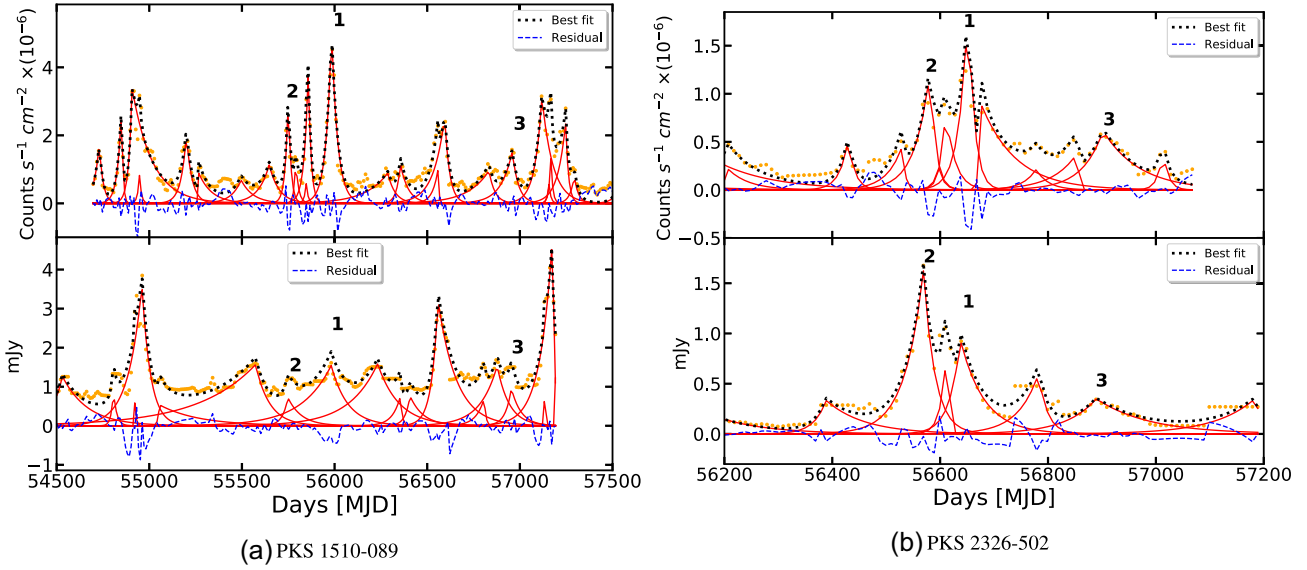 Counts s⁻¹ cm⁻² ×(10⁻⁶)
4
2
0
1
2
3
Best fit
Residual
mJy
4
3
2
1
0
1
1
2
3
Best fit
Residual
54500 55000 55500 56000 56500 57000 57500
Days [MJD]
(a) PKS 1510-089
Counts s⁻¹ cm⁻² ×(10⁻⁶)
1.5
1.0
0.5
0.0
−0.5
1
2
3
Best fit
Residual
mJy
1.5
1.0
0.5
0.0
2
1
3
Best fit
Residual
56200 56400 56600 56800 57000 57200
Days [MJD]
(b) PKS 2326-502